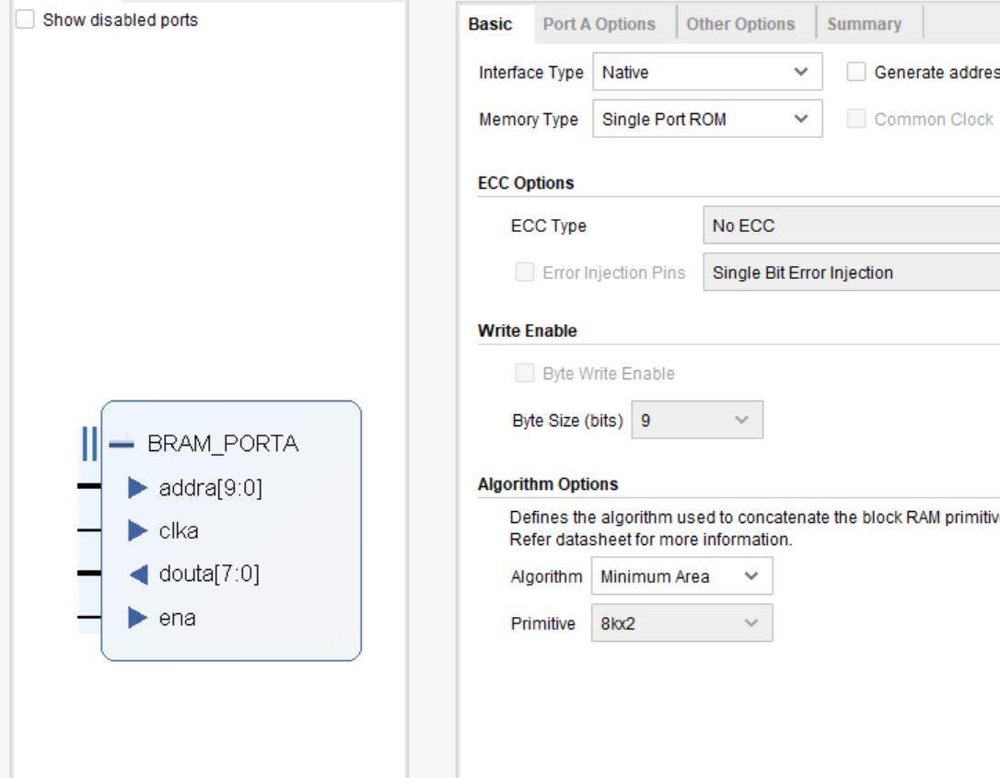 Show disabled ports
BRAM_PORTA
addra[9:0]
clka
douta[7:0]
ena
Basic Port A Options Other Options Summary
Interface Type Native Generate addres
Memory Type Single Port ROM Common Clock
ECC Options
ECC Type No ECC
Error Injection Pins Single Bit Error Injection
Write Enable
Byte Write Enable
Byte Size (bits) 9
Algorithm Options
Defines the algorithm used to concatenate the block RAM primitive
Refer datasheet for more information.
Algorithm Minimum Area
Primitive 8kx2